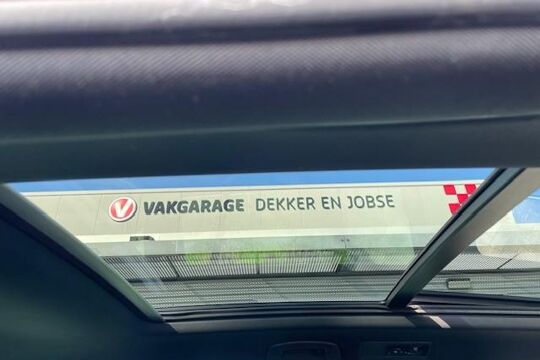 VAKGARAGE DEKKER EN JOBSE